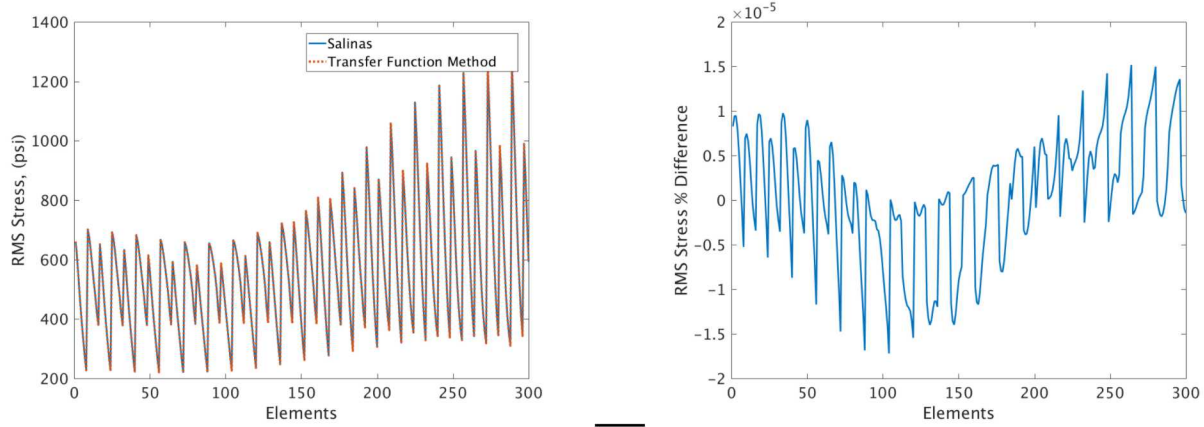 1400
1200
1000
800
600
400
200
RMS Stress, (psi)
Salinas
Transfer Function Method
0 50 100 150 200 250 300
Elements
×10⁻⁵
2
1.5
1
0.5
0
-0.5
-1
-1.5
-2
RMS Stress % Difference
0 50 100 150 200 250 300
Elements